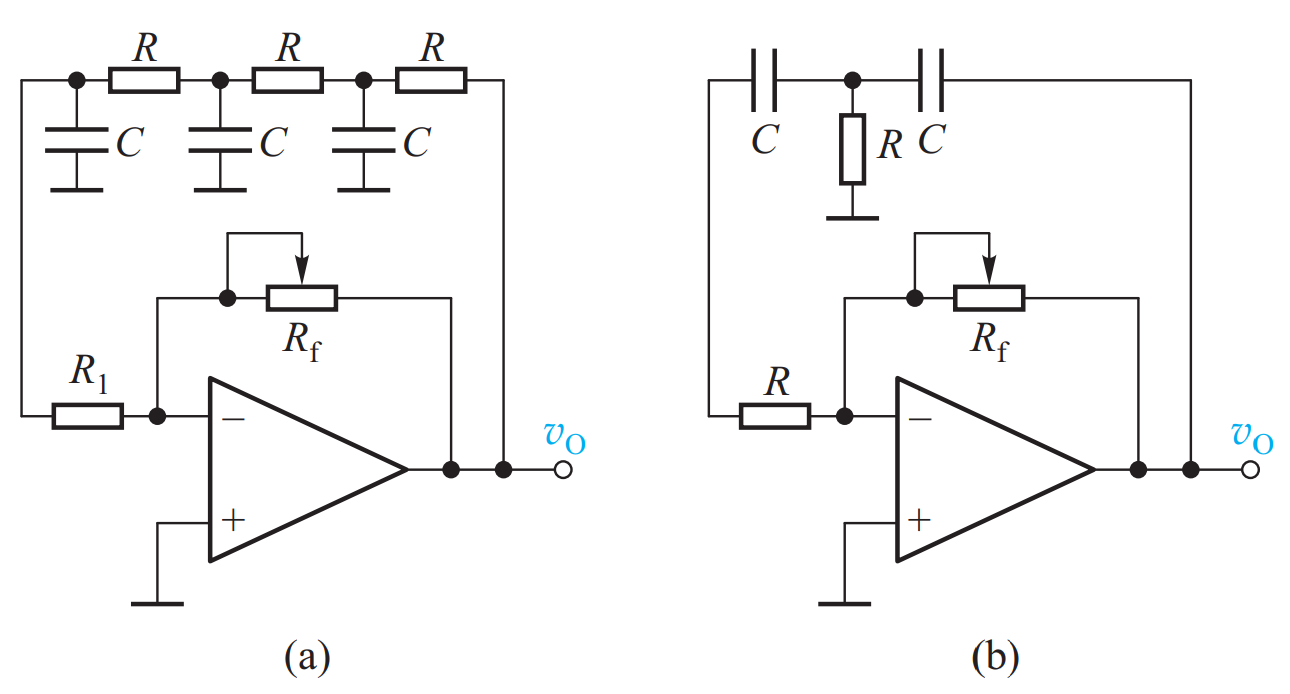 R R R
C C C
R_f
R_1
−
+
v_O
(a)
C R C
R_f
R
−
+
v_O
(b)